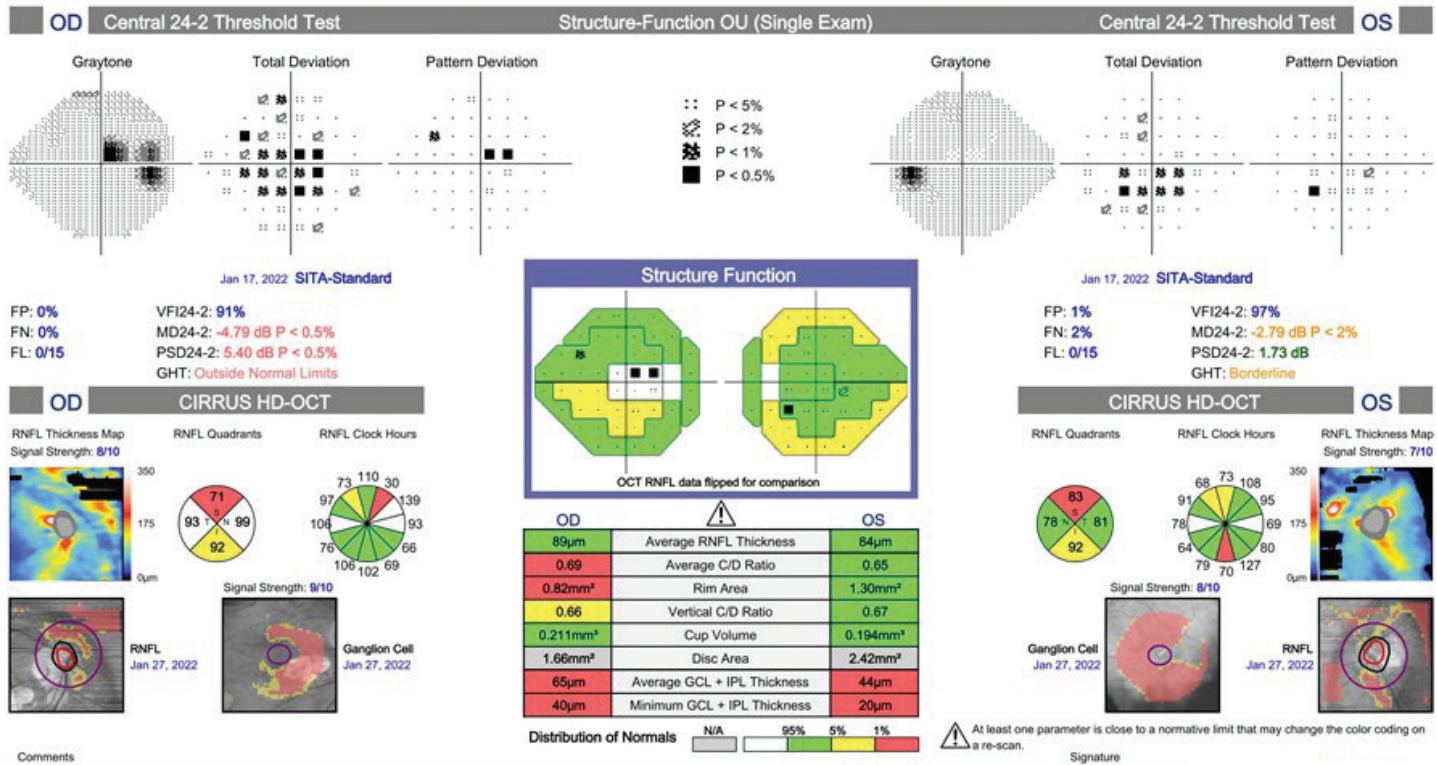 OD Central 24-2 Threshold Test Structure-Function OU (Single Exam) Central 24-2 Threshold Test OS
Graytone Total Deviation Pattern Deviation
P < 5%
P < 2%
P < 1%
P < 0.5%
Graytone Total Deviation Pattern Deviation
Jan 17, 2022 SITA-Standard
FP: 0% VFI24-2: 91%
FN: 0% MD24-2: -4.79 dB P < 0.5%
FL: 0/15 PSD24-2: 5.40 dB P < 0.5%
GHT: Outside Normal Limits
Structure Function
OCT RNFL data flipped for comparison
Jan 17, 2022 SITA-Standard
FP: 1% VFI24-2: 97%
FN: 2% MD24-2: -2.79 dB P < 2%
FL: 0/15 PSD24-2: 1.73 dB
GHT: Borderline
OD CIRRUS HD-OCT
RNFL Thickness Map RNFL Quadrants RNFL Clock Hours
Signal Strength: 8/10
350
175
0µm
71
S
93 T N 99
I
92
110
30
139
93
66
69
102
106
76
106
97
73
Signal Strength: 9/10
RNFL
Jan 27, 2022
Ganglion Cell
Jan 27, 2022
OD OS
89µm Average RNFL Thickness 84µm
0.69 Average C/D Ratio 0.65
0.82mm² Rim Area 1.30mm²
0.66 Vertical C/D Ratio 0.67
0.211mm³ Cup Volume 0.194mm³
1.66mm² Disc Area 2.42mm²
65µm Average GCL + IPL Thickness 44µm
40µm Minimum GCL + IPL Thickness 20µm
Distribution of Normals N/A 95% 5% 1%
CIRRUS HD-OCT OS
RNFL Quadrants RNFL Clock Hours RNFL Thickness Map
Signal Strength: 7/10
83
S
78 N T 81
I
92
73
108
95
69
80
127
70
79
64
78
91
68
350
175
0µm
Signal Strength: 8/10
Ganglion Cell
Jan 27, 2022
RNFL
Jan 27, 2022
At least one parameter is close to a normative limit that may change the color coding on
a re-scan.
Comments Signature